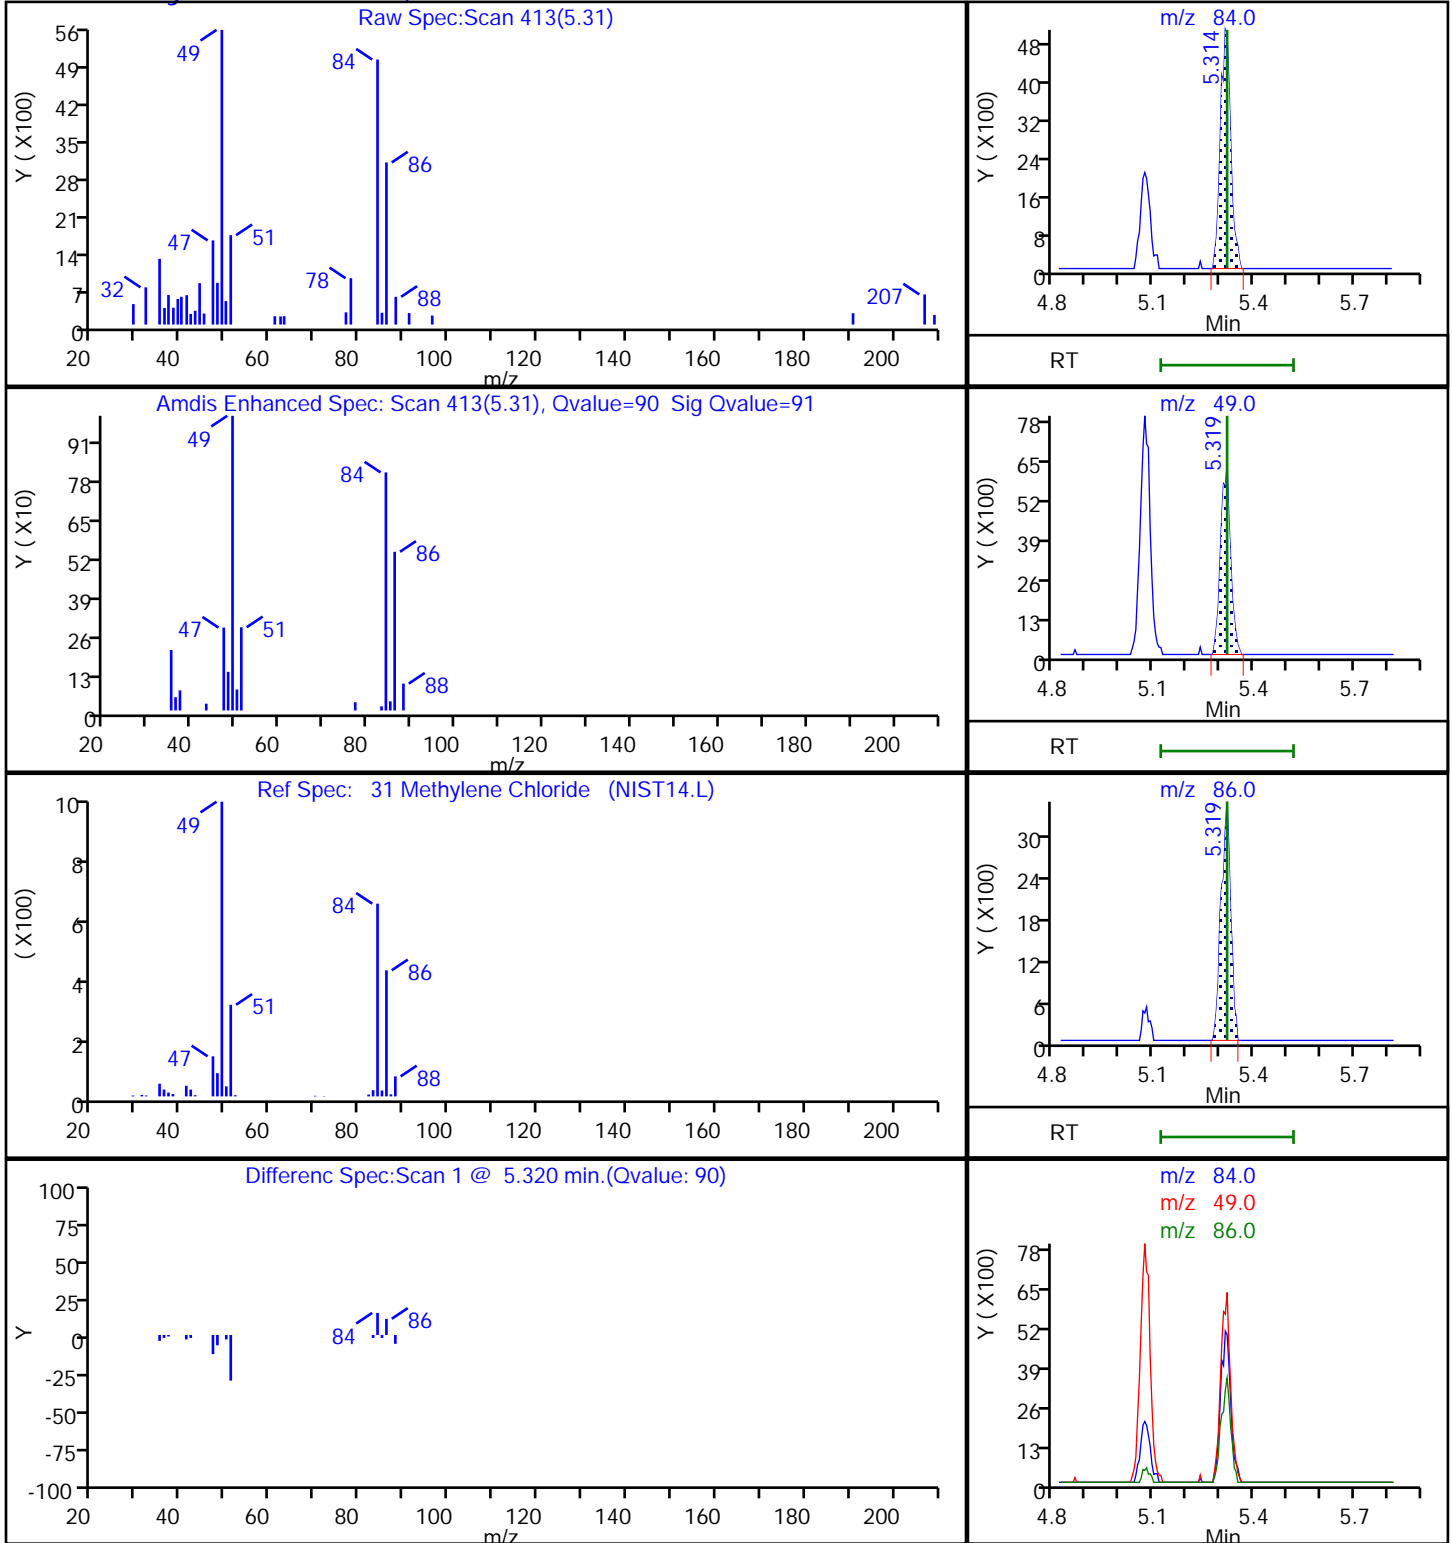 Raw Spec:Scan 413(5.31)
Y ( X100)
56
49
42
35
28
21
14
7
0
49
84
86
47
51
32
78
88
207
20 40 60 80 100 120 140 160 180 200
m/z
m/z 84.0
Y ( X100)
48
40
32
24
16
8
0
5.314
4.8 5.1 5.4 5.7
Min
RT
Amdis Enhanced Spec: Scan 413(5.31), Qvalue=90 Sig Qvalue=91
Y ( X10)
91
78
65
52
39
26
13
0
49
84
86
47
51
88
20 40 60 80 100 120 140 160 180 200
m/z
m/z 49.0
Y ( X100)
78
65
52
39
26
13
0
5.319
4.8 5.1 5.4 5.7
Min
RT
Ref Spec: 31 Methylene Chloride (NIST14.L)
( X100)
10
8
6
4
2
0
49
84
86
51
47
88
20 40 60 80 100 120 140 160 180 200
m/z 86.0
Y ( X100)
30
24
18
12
6
0
5.319
4.8 5.1 5.4 5.7
Min
RT
Differenc Spec:Scan 1 @ 5.320 min.(Qvalue: 90)
Y
100
75
50
25
0
-25
-50
-75
-100
84
86
20 40 60 80 100 120 140 160 180 200
m/z
m/z 84.0
m/z 49.0
m/z 86.0
Y ( X100)
78
65
52
39
26
13
0
4.8 5.1 5.4 5.7
Min